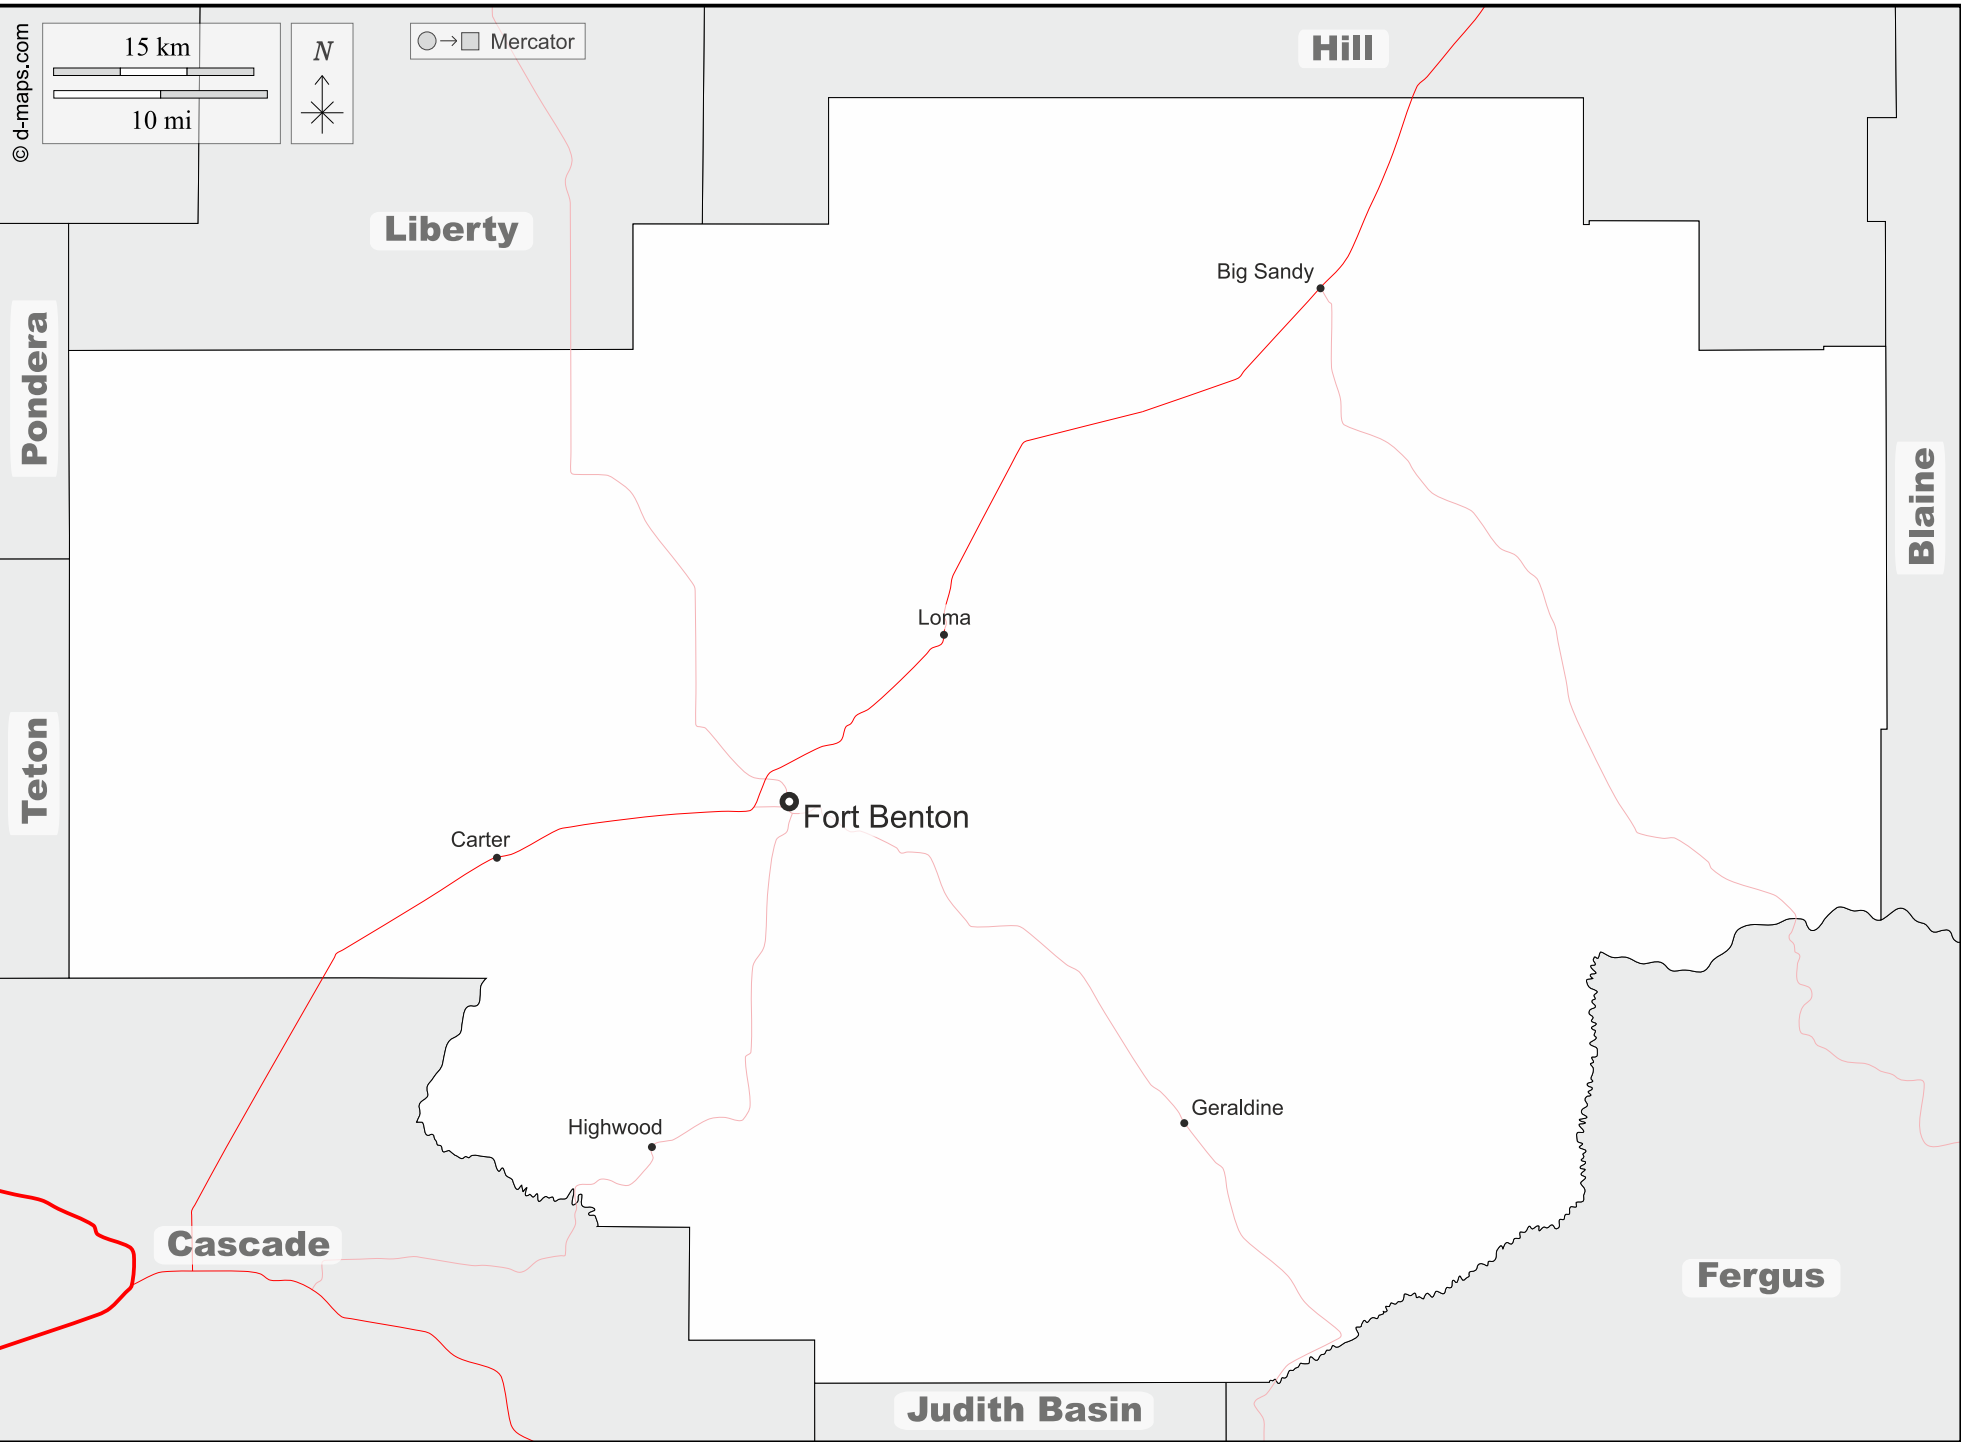 © d-maps.com
15 km
10 mi
N
Mercator
Hill
Liberty
Big Sandy
Pondera
Blaine
Loma
Teton
Fort Benton
Carter
Geraldine
Highwood
Cascade
Fergus
Judith Basin